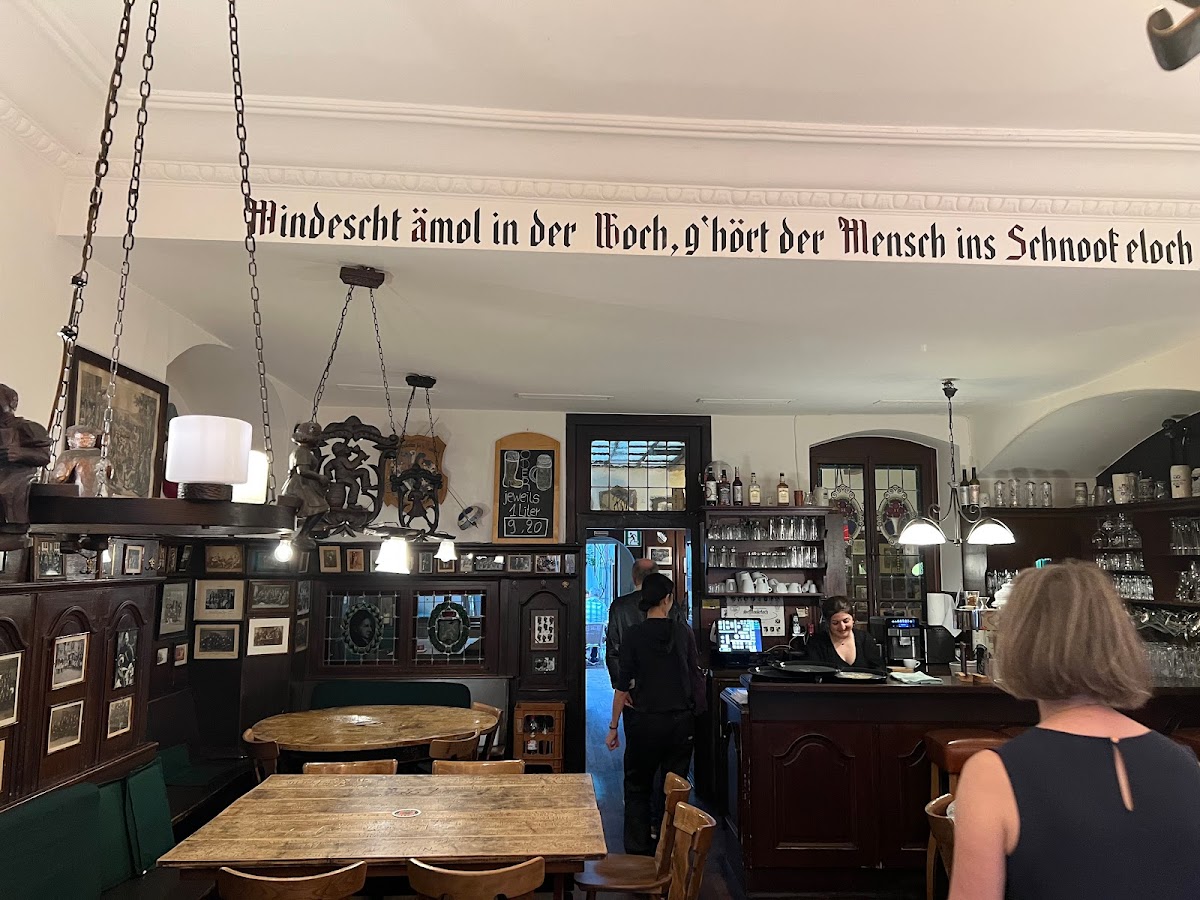 Mindescht ämol in der Woch, g'hört der Mensch ins Schnookeloch
jeweils
1 Liter
9,20